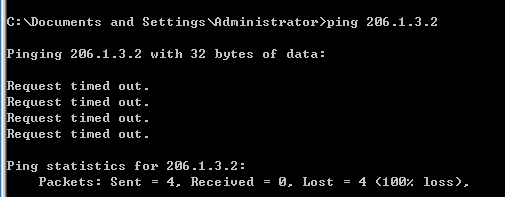 C:\Documents and Settings\Administrator>ping 206.1.3.2
Pinging 206.1.3.2 with 32 bytes of data:
Request timed out.
Request timed out.
Request timed out.
Request timed out.
Ping statistics for 206.1.3.2:
Packets: Sent = 4, Received = 0, Lost = 4 (100% loss),